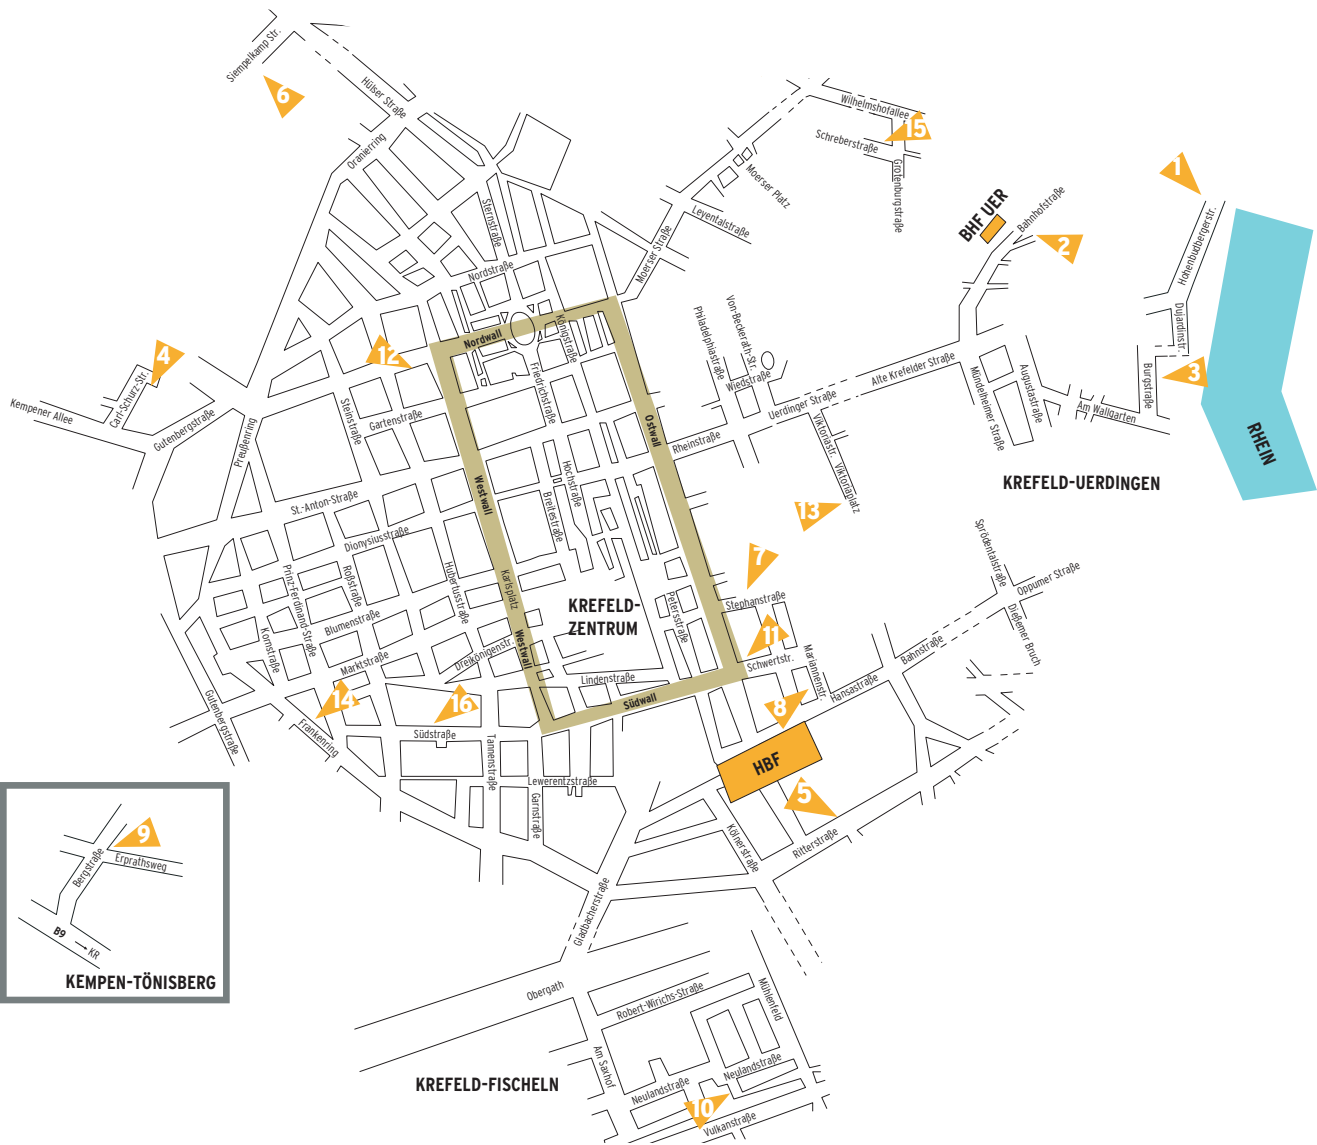 Siempelkamp Str.
6
Hülser Straße
Oranierring
Wilhelmshofallee
15
Schreberstraße
Grotenburgstraße
Moerser Platz
Leyentalstraße
Moerser Straße
Sternstraße
Nordstraße
1
BHF UER
Bahnhofstraße
2
Hohenbudbergerstr.
Dujardinstr.
3
Burgstraße
Am Wallgarten
Augustastraße
Mündelheimer Straße
Alte Krefelder Straße
RHEIN
KREFELD-UERDINGEN
4
Carl-Schurz-Str.
Kempener Allee
Gutenbergstraße
Preußenring
12
Steinstraße
Gartenstraße
Nordwall
Königstraße
Friedrichstraße
Philadelphiastraße
Von-Beckerath-Str.
Wiedstraße
Uerdinger Straße
Rheinstraße
Viktoriastr.
Viktoriaplatz
13
Ostwall
Westwall
Hochstraße
Breitestraße
St.-Anton-Straße
Dionysiusstraße
Prinz-Ferdinand-Straße
Roßstraße
Hubertusstraße
Blumenstraße
Kornstraße
Marktstraße
Karlsplatz
Westwall
Dreikönigenstr.
KREFELD-
ZENTRUM
Petersstraße
7
Stephanstraße
11
Schwertstr.
Mariannenstr.
Lindenstraße
Südwall
Sprödentalstraße
Oppumer Straße
Dießemer Bruch
Bahnstraße
Hansastraße
8
HBF
5
Ritterstraße
Kölnerstraße
Gutenbergstraße
14
Frankenring
16
Südstraße
Tannenstraße
Lewerentzstraße
Garnstraße
Gladbacherstraße
9
Bergstraße
Erprathsweg
B9
KR
KEMPEN-TÖNISBERG
Obergath
Robert-Wirichs-Straße
Mühlenfeld
Am Saxhof
KREFELD-FISCHELN
Neulandstraße
Neulandstraße
10
Vulkanstraße